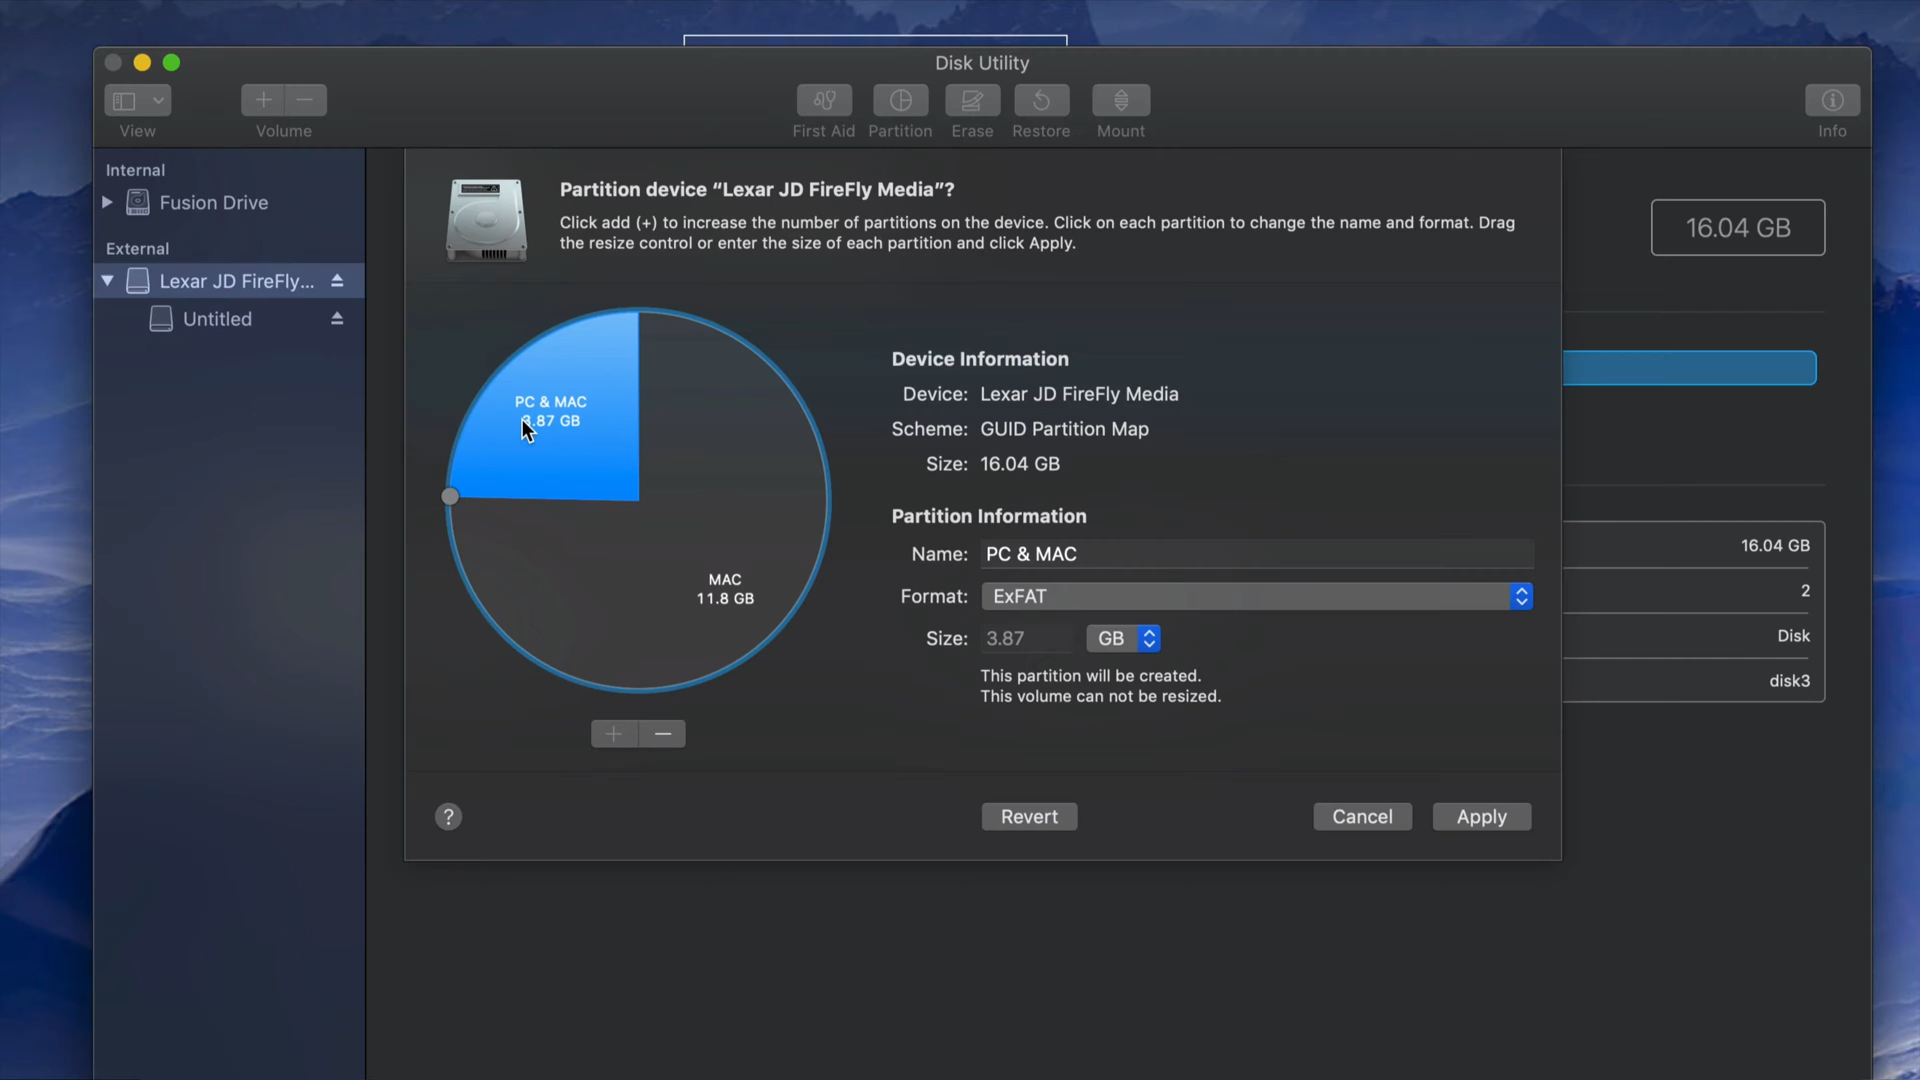 Disk Utility
View
Volume
First Aid
Partition
Erase
Restore
Mount
Info
Internal
Fusion Drive
External
Lexar JD FireFly...
Untitled
Partition device “Lexar JD FireFly Media”?
Click add (+) to increase the number of partitions on the device. Click on each partition to change the name and format. Drag
the resize control or enter the size of each partition and click Apply.
16.04 GB
PC & MAC
3.87 GB
MAC
11.8 GB
Device Information
Device: Lexar JD FireFly Media
Scheme: GUID Partition Map
Size: 16.04 GB
Partition Information
Name: PC & MAC
Format: ExFAT
Size: 3.87 GB
This partition will be created.
This volume can not be resized.
16.04 GB
2
Disk
disk3
?
Revert
Cancel
Apply